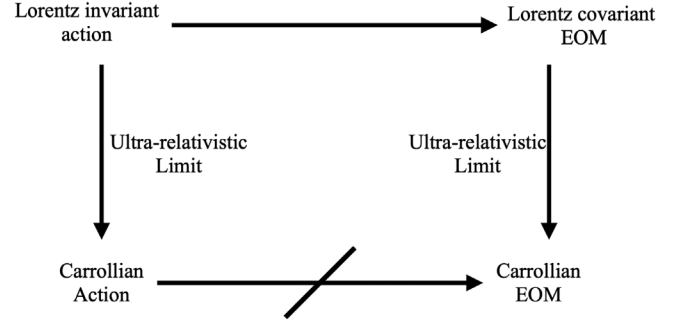 Lorentz invariant
action
Lorentz covariant
EOM
Ultra-relativistic
Limit
Ultra-relativistic
Limit
Carrollian
Action
Carrollian
EOM